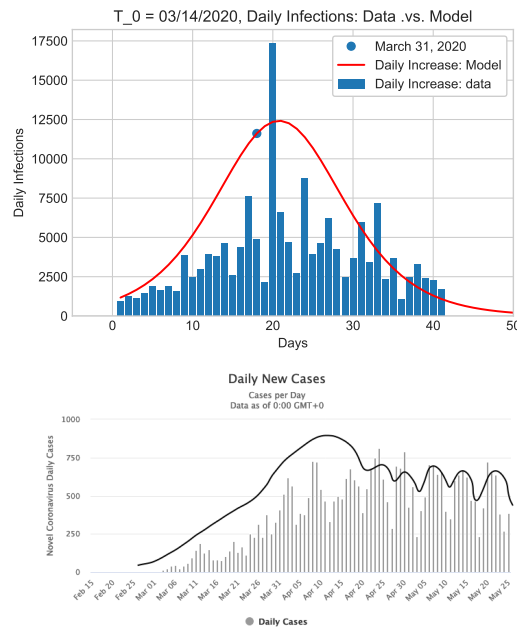 T_0 = 03/14/2020, Daily Infections: Data .vs. Model
March 31, 2020
Daily Increase: Model
Daily Increase: data
Daily Infections
17500
15000
12500
10000
7500
5000
2500
0
0 10 20 30 40 50
Days
Daily New Cases
Cases per Day
Data as of 0:00 GMT+0
Novel Coronavirus Daily Cases
1000
750
500
250
0
Feb 15 Feb 20 Feb 25 Mar 01 Mar 06 Mar 11 Mar 16 Mar 21 Mar 26 Mar 31 Apr 05 Apr 10 Apr 15 Apr 20 Apr 25 Apr 30 May 05 May 10 May 15 May 20 May 25
Daily Cases